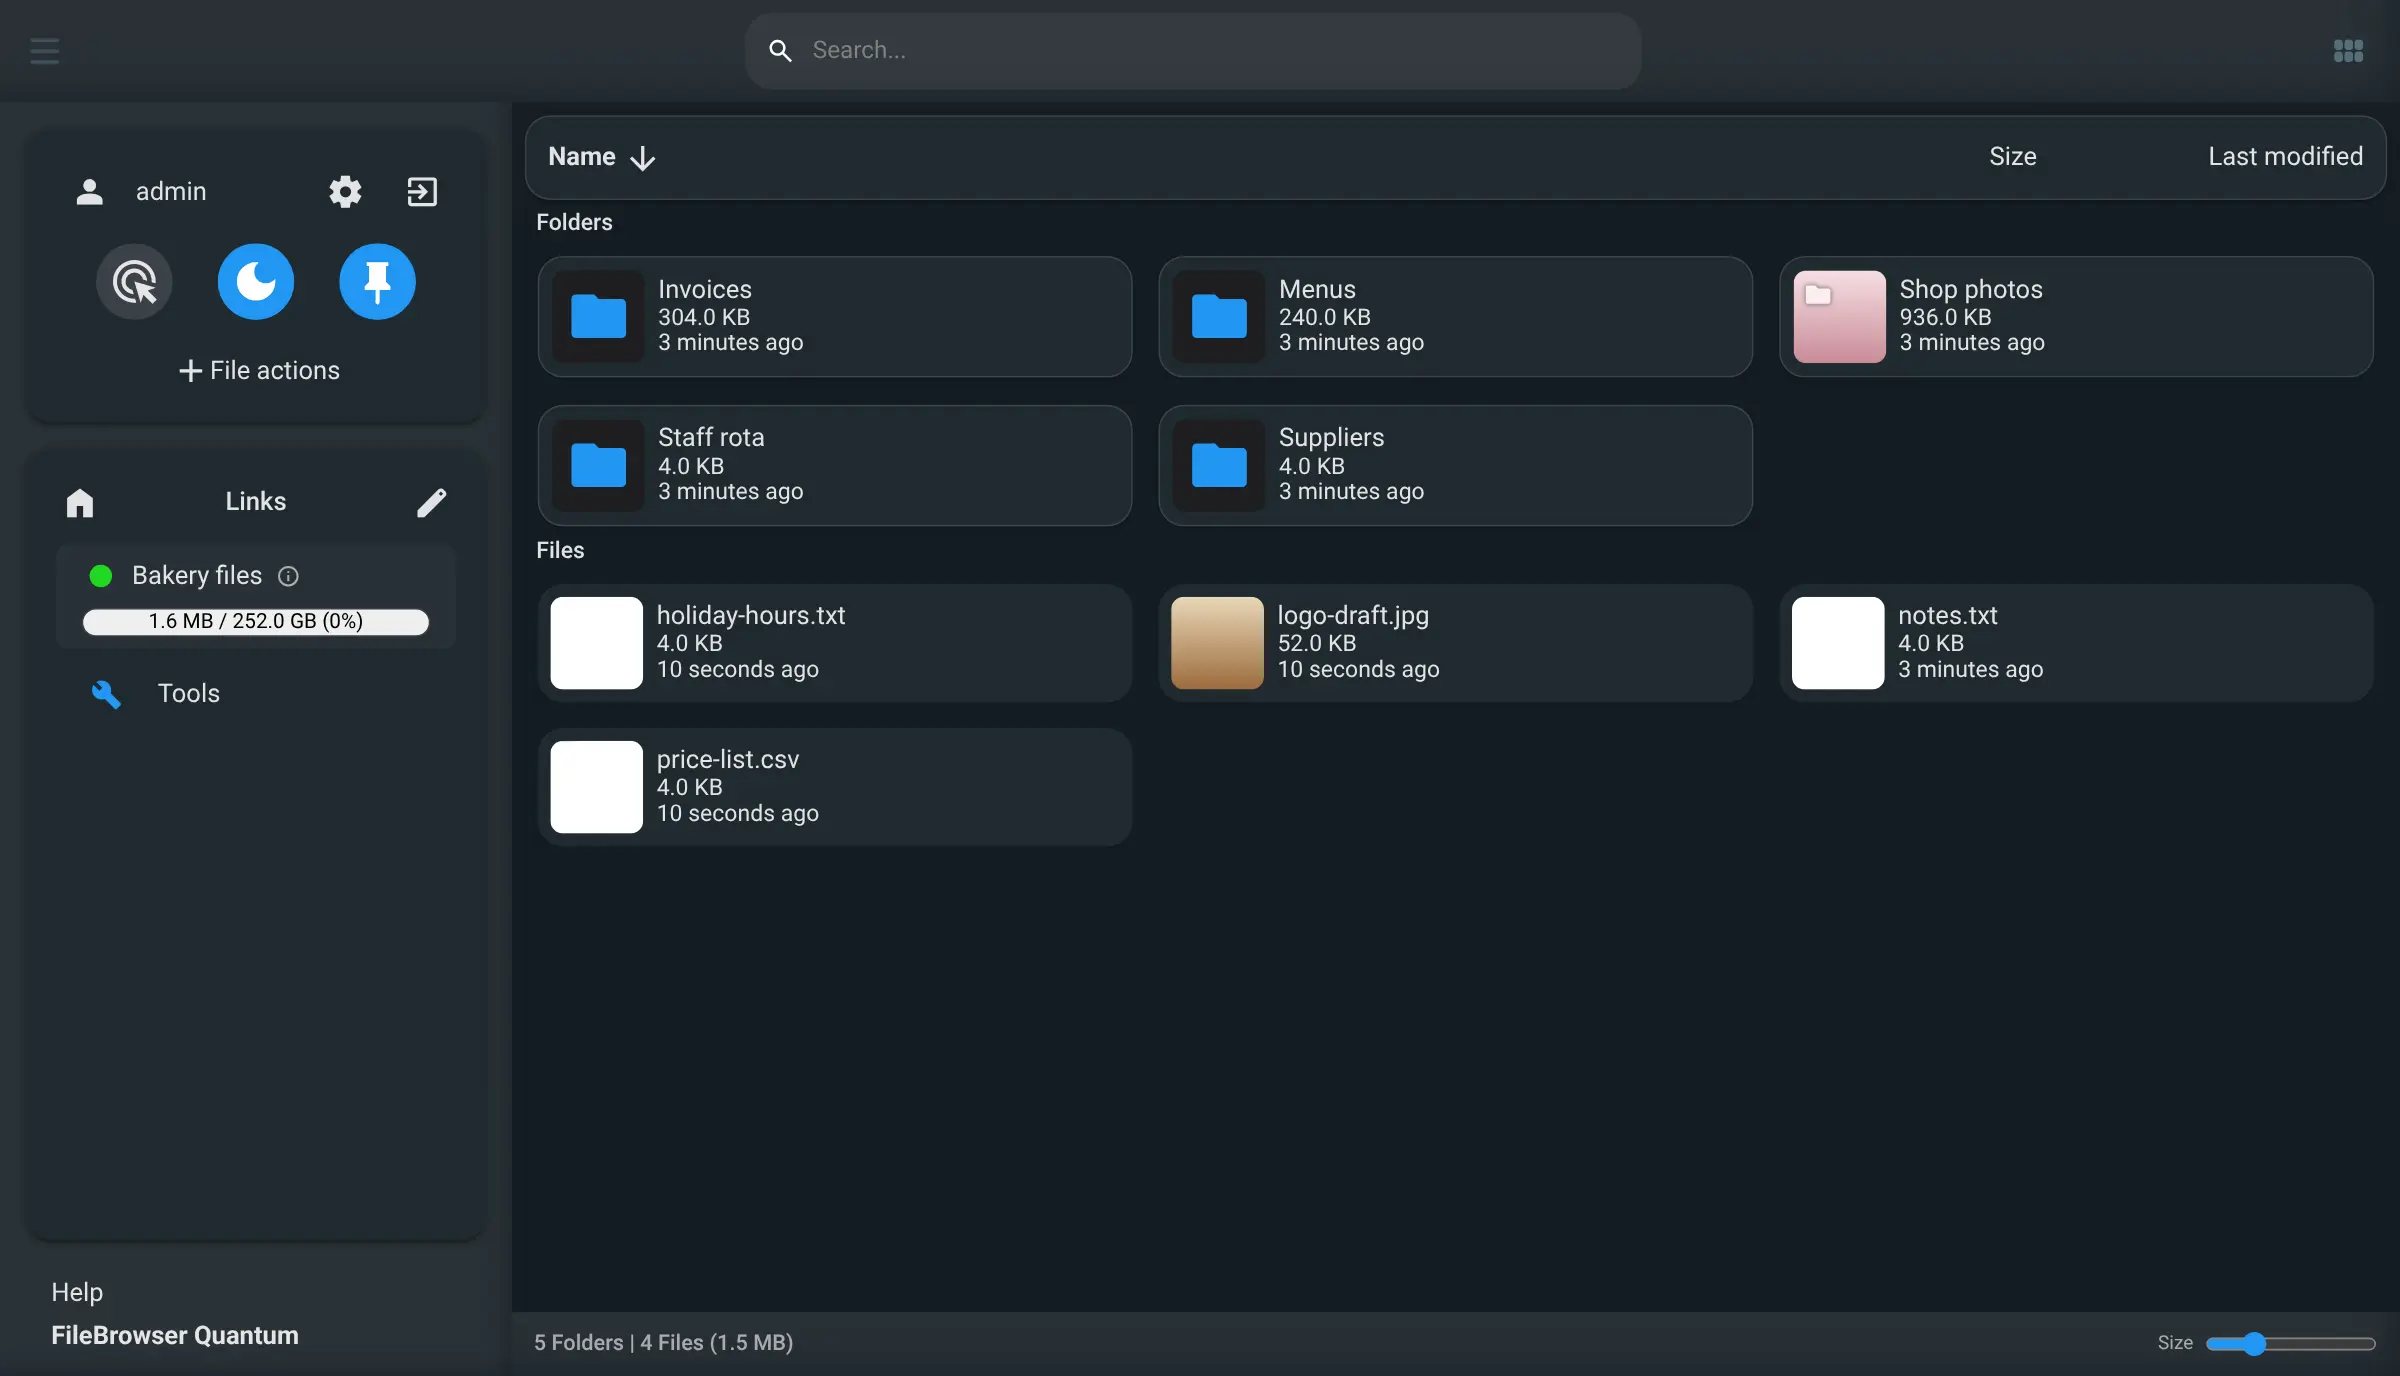 Search...
admin
File actions
Links
Bakery files
1.6 MB / 252.0 GB (0%)
Tools
Help
FileBrowser Quantum
Name
Size
Last modified
Folders
Invoices
304.0 KB
3 minutes ago
Menus
240.0 KB
3 minutes ago
Shop photos
936.0 KB
3 minutes ago
Staff rota
4.0 KB
3 minutes ago
Suppliers
4.0 KB
3 minutes ago
Files
holiday-hours.txt
4.0 KB
10 seconds ago
logo-draft.jpg
52.0 KB
10 seconds ago
notes.txt
4.0 KB
3 minutes ago
price-list.csv
4.0 KB
10 seconds ago
5 Folders | 4 Files (1.5 MB)
Size